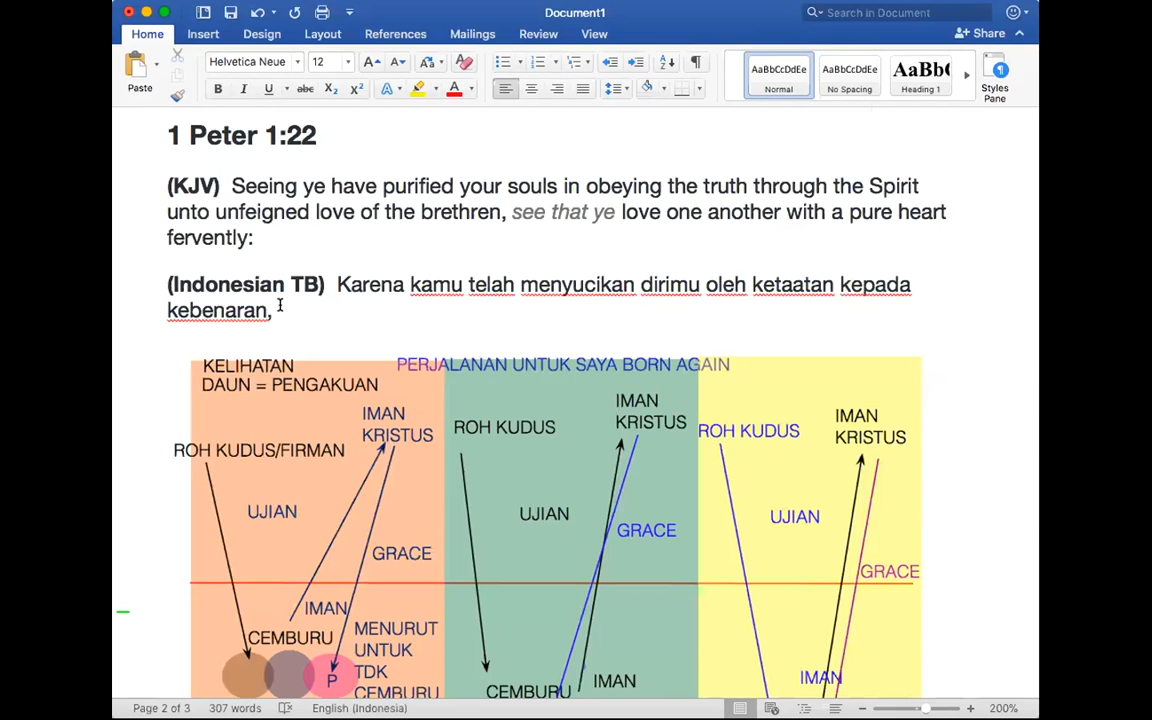 Document1
Search in Document
Home Insert Design Layout References Mailings Review View
Share
Paste
Helvetica Neue 12
AaBbCcDdEe AaBbCcDdEe AaBb(
Normal No Spacing Heading 1
Styles Pane
1 Peter 1:22
(KJV) Seeing ye have purified your souls in obeying the truth through the Spirit
unto unfeigned love of the brethren, see that ye love one another with a pure heart
fervently:
(Indonesian TB) Karena kamu telah menyucikan dirimu oleh ketaatan kepada
kebenaran,
PERJALANAN UNTUK SAYA BORN AGAIN
KELIHATAN
DAUN = PENGAKUAN
IMAN
KRISTUS
ROH KUDUS/FIRMAN
UJIAN
GRACE
IMAN
CEMBURU
MENURUT
UNTUK
TDK
CEMBURU
P
IMAN
KRISTUS
ROH KUDUS
UJIAN
GRACE
CEMBURU
IMAN
IMAN
KRISTUS
ROH KUDUS
UJIAN
GRACE
IMAN
Page 2 of 3 307 words English (Indonesia) 200%